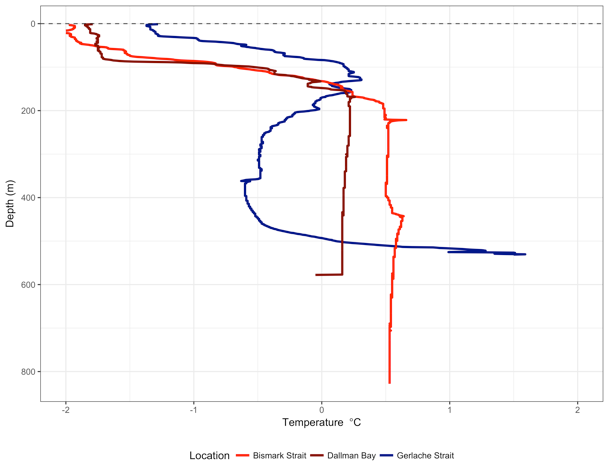 0
200
400
600
800
Depth (m)
-2 -1 0 1 2
Temperature °C
Location Bismark Strait Dallman Bay Gerlache Strait